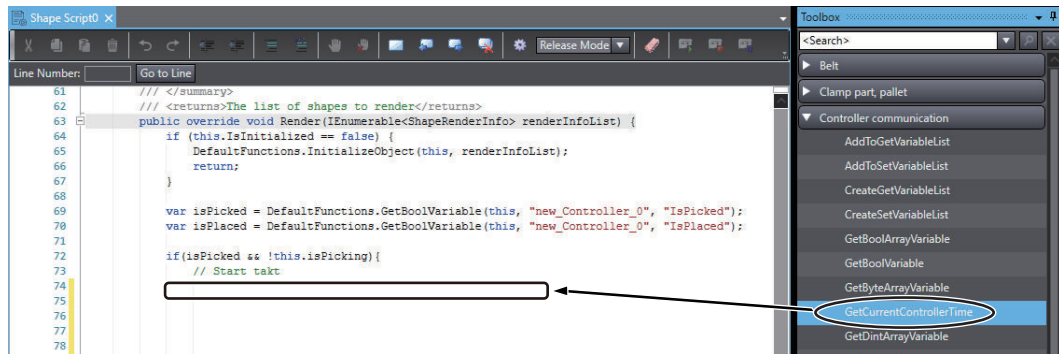 Shape Script0
Toolbox
Release Mode
<Search>
Line Number:
Go to Line
Belt
Clamp part, pallet
Controller communication
AddToGetVariableList
AddToSetVariableList
CreateGetVariableList
CreateSetVariableList
GetBoolArrayVariable
GetBoolVariable
GetByteArrayVariable
GetCurrentControllerTime
GetDintArrayVariable
61 /// </summary>
62 /// <returns>The list of shapes to render</returns>
63 public override void Render(IEnumerable<ShapeRenderInfo> renderInfoList) {
64 if (this.IsInitialized == false) {
65 DefaultFunctions.InitializeObject(this, renderInfoList);
66 return;
67 }
68
69 var isPicked = DefaultFunctions.GetBoolVariable(this, "new_Controller_0", "IsPicked");
70 var isPlaced = DefaultFunctions.GetBoolVariable(this, "new_Controller_0", "IsPlaced");
71
72 if(isPicked && !this.isPicking){
73 // Start takt
74
75
76
77
78